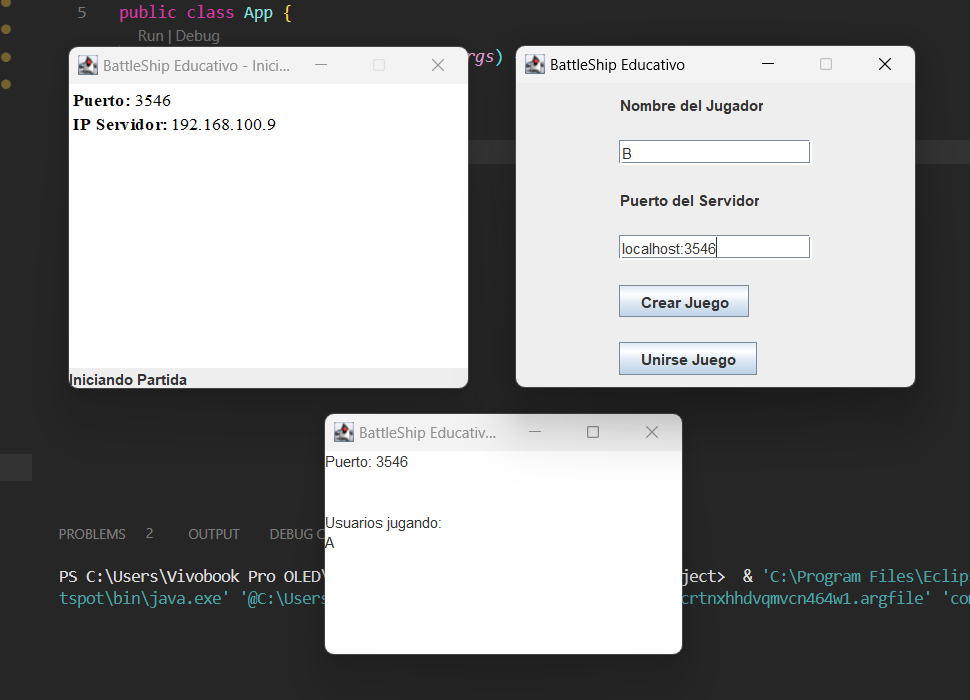 5 public class App {
Run | Debug
rgs)
BattleShip Educativo - Inici...
Puerto: 3546
IP Servidor: 192.168.100.9
Iniciando Partida
BattleShip Educativo
Nombre del Jugador
B
Puerto del Servidor
localhost:3546
Crear Juego
Unirse Juego
BattleShip Educativ...
Puerto: 3546
Usuarios jugando:
A
PROBLEMS 2 OUTPUT DEBUG C
PS C:\Users\Vivobook Pro OLED\ ject> & 'C:\Program Files\Eclip
tspot\bin\java.exe' '@C:\Users crtnxhhdvqmvcn464w1.argfile' 'co